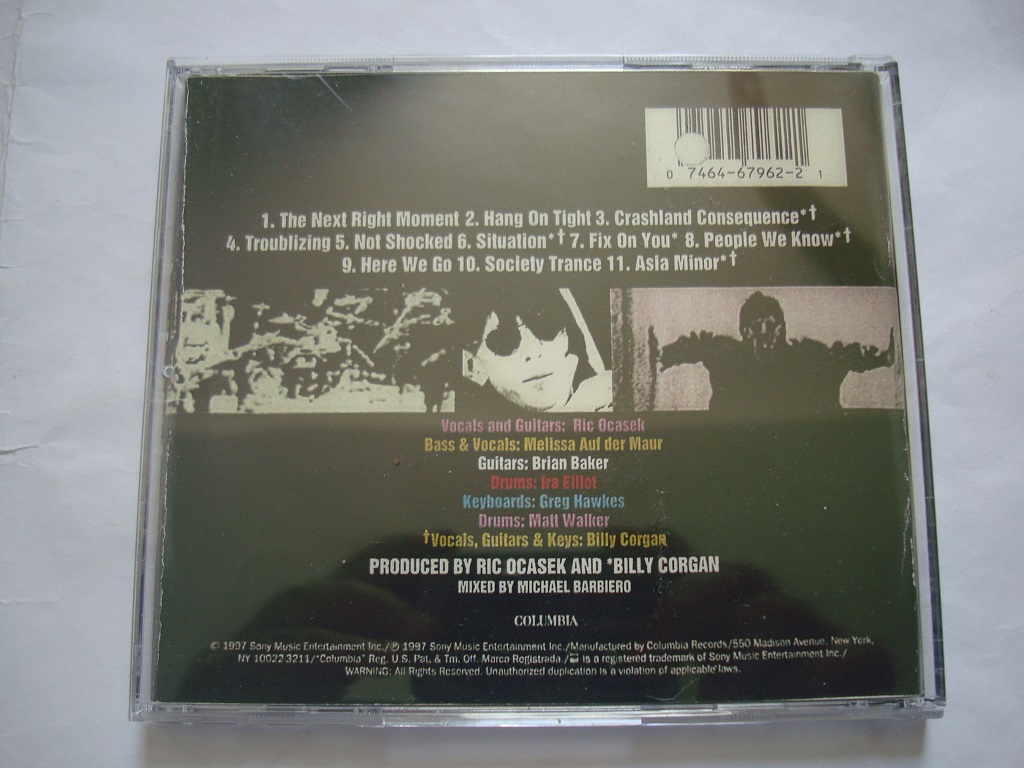 0 7464-67962-2 1
1. The Next Right Moment 2. Hang On Tight 3. Crashland Consequence*†
4. Troublizing 5. Not Shocked 6. Situation*† 7. Fix On You* 8. People We Know*†
9. Here We Go 10. Society Trance 11. Asia Minor*†
Vocals and Guitars: Ric Ocasek
Bass & Vocals: Melissa Auf der Maur
Guitars: Brian Baker
Drums: Ira Elliot
Keyboards: Greg Hawkes
Drums: Matt Walker
†Vocals, Guitars & Keys: Billy Corgan
PRODUCED BY RIC OCASEK AND *BILLY CORGAN
MIXED BY MICHAEL BARBIERO
COLUMBIA
© 1997 Sony Music Entertainment Inc./℗ 1997 Sony Music Entertainment Inc./Manufactured by Columbia Records/550 Madison Avenue, New York,
NY 10022 3211/"Columbia" Reg. U.S. Pat. & Tm. Off. Marca Registrada./ is a registered trademark of Sony Music Entertainment Inc./
WARNING: All Rights Reserved. Unauthorized duplication is a violation of applicable laws.